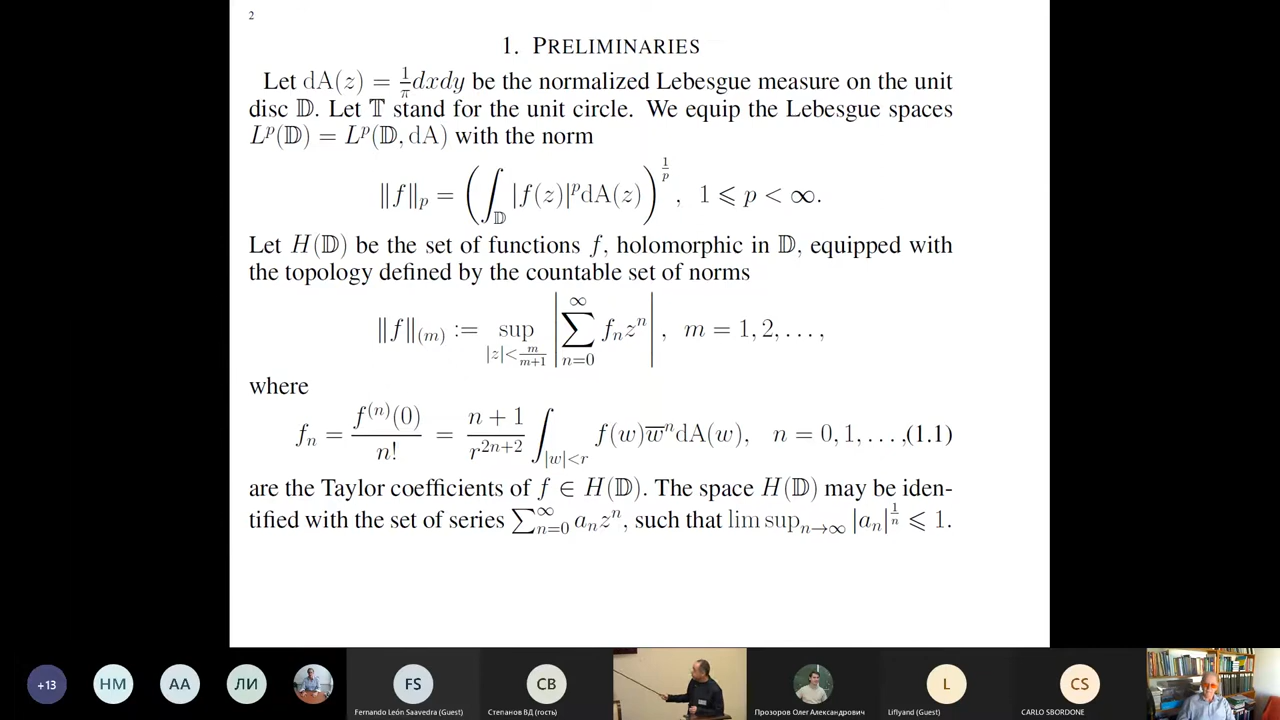 2
1. PRELIMINARIES
Let dA(z) = 1/π dxdy be the normalized Lebesgue measure on the unit
disc 𝔻. Let 𝕋 stand for the unit circle. We equip the Lebesgue spaces
L^p(𝔻) = L^p(𝔻, dA) with the norm
‖f‖_p = (∫_𝔻 |f(z)|^p dA(z))^{1/p}, 1 ⩽ p < ∞.
Let H(𝔻) be the set of functions f, holomorphic in 𝔻, equipped with
the topology defined by the countable set of norms
‖f‖_(m) := sup_{|z|<m/(m+1)} |∑_{n=0}^∞ f_n z^n|, m = 1, 2, . . . ,
where
f_n = f^(n)(0)/n! = (n+1)/r^{2n+2} ∫_{|w|<r} f(w)w̅^n dA(w), n = 0, 1, . . . ,(1.1)
are the Taylor coefficients of f ∈ H(𝔻). The space H(𝔻) may be iden-
tified with the set of series ∑_{n=0}^∞ a_n z^n, such that lim sup_{n→∞} |a_n|^{1/n} ⩽ 1.
+13
НМ
АА
ЛИ
FS
Fernando León Saavedra (Guest)
СВ
Степанов ВД (гость)
Прозоров Олег Александрович
L
Liflyand (Guest)
CS
CARLO SBORDONE